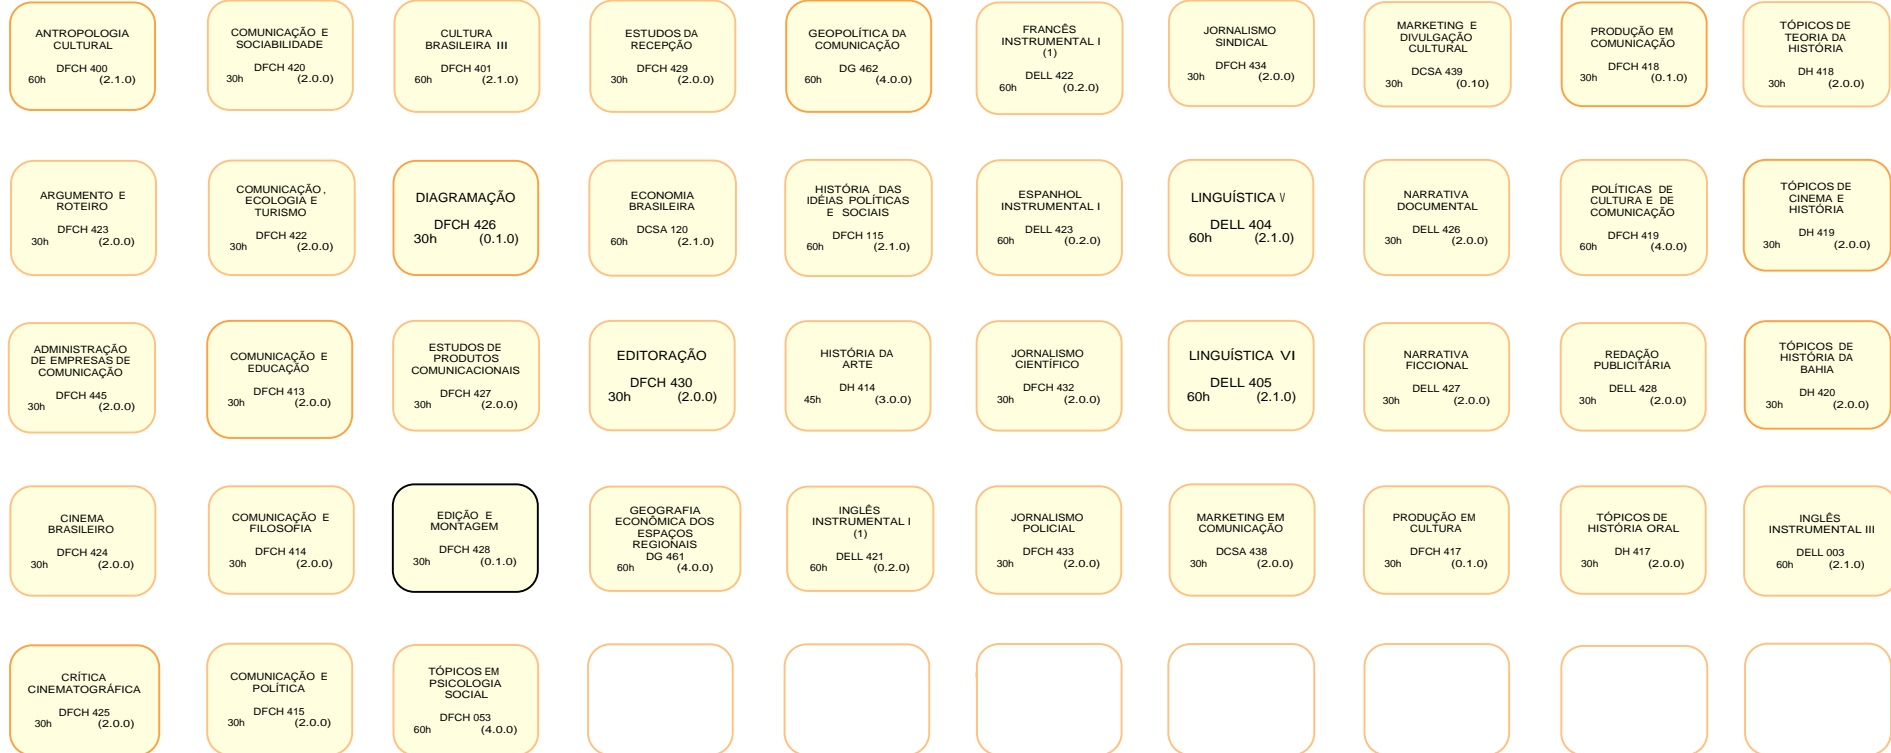 ANTROPOLOGIA
CULTURAL
DFCH 400
60h (2.1.0)
COMUNICAÇÃO E
SOCIABILIDADE
DFCH 420
30h (2.0.0)
CULTURA
BRASILEIRA III
DFCH 401
60h (2.1.0)
ESTUDOS DA
RECEPÇÃO
DFCH 429
30h (2.0.0)
GEOPOLÍTICA DA
COMUNICAÇÃO
DG 462
60h (4.0.0)
FRANCÊS
INSTRUMENTAL I
(1)
DELL 422
60h (0.2.0)
JORNALISMO
SINDICAL
DFCH 434
30h (2.0.0)
MARKETING E
DIVULGAÇÃO
CULTURAL
DCSA 439
30h (0.10)
PRODUÇÃO EM
COMUNICAÇÃO
DFCH 418
30h (0.1.0)
TÓPICOS DE
TEORIA DA
HISTÓRIA
DH 418
30h (2.0.0)
ARGUMENTO E
ROTEIRO
DFCH 423
30h (2.0.0)
COMUNICAÇÃO,
ECOLOGIA E
TURISMO
DFCH 422
30h (2.0.0)
DIAGRAMAÇÃO
DFCH 426
30h (0.1.0)
ECONOMIA
BRASILEIRA
DCSA 120
60h (2.1.0)
HISTÓRIA DAS
IDÉIAS POLÍTICAS
E SOCIAIS
DFCH 115
60h (2.1.0)
ESPANHOL
INSTRUMENTAL I
DELL 423
60h (0.2.0)
LINGUÍSTICA V
DELL 404
60h (2.1.0)
NARRATIVA
DOCUMENTAL
DELL 426
30h (2.0.0)
POLÍTICAS DE
CULTURA E DE
COMUNICAÇÃO
DFCH 419
60h (4.0.0)
TÓPICOS DE
CINEMA E
HISTÓRIA
DH 419
30h (2.0.0)
ADMINISTRAÇÃO
DE EMPRESAS DE
COMUNICAÇÃO
DFCH 445
30h (2.0.0)
COMUNICAÇÃO E
EDUCAÇÃO
DFCH 413
30h (2.0.0)
ESTUDOS DE
PRODUTOS
COMUNICACIONAIS
DFCH 427
30h (2.0.0)
EDITORAÇÃO
DFCH 430
30h (2.0.0)
HISTÓRIA DA
ARTE
DH 414
45h (3.0.0)
JORNALISMO
CIENTÍFICO
DFCH 432
30h (2.0.0)
LINGUÍSTICA VI
DELL 405
60h (2.1.0)
NARRATIVA
FICCIONAL
DELL 427
30h (2.0.0)
REDAÇÃO
PUBLICITÁRIA
DELL 428
30h (2.0.0)
TÓPICOS DE
HISTÓRIA DA
BAHIA
DH 420
30h (2.0.0)
CINEMA
BRASILEIRO
DFCH 424
30h (2.0.0)
COMUNICAÇÃO E
FILOSOFIA
DFCH 414
30h (2.0.0)
EDIÇÃO E
MONTAGEM
DFCH 428
30h (0.1.0)
GEOGRAFIA
ECONÔMICA DOS
ESPAÇOS
REGIONAIS
DG 461
60h (4.0.0)
INGLÊS
INSTRUMENTAL I
(1)
DELL 421
60h (0.2.0)
JORNALISMO
POLICIAL
DFCH 433
30h (2.0.0)
MARKETING EM
COMUNICAÇÃO
DCSA 438
30h (2.0.0)
PRODUÇÃO EM
CULTURA
DFCH 417
30h (0.1.0)
TÓPICOS DE
HISTÓRIA ORAL
DH 417
30h (2.0.0)
INGLÊS
INSTRUMENTAL III
DELL 003
60h (2.1.0)
CRÍTICA
CINEMATOGRÁFICA
DFCH 425
30h (2.0.0)
COMUNICAÇÃO E
POLÍTICA
DFCH 415
30h (2.0.0)
TÓPICOS EM
PSICOLOGIA
SOCIAL
DFCH 053
60h (4.0.0)